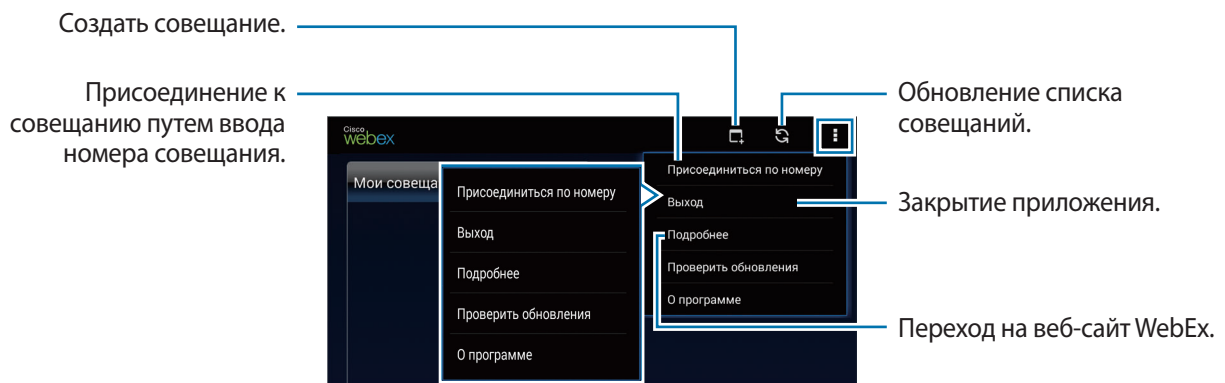 Создать совещание.
Присоединение к
совещанию путем ввода
номера совещания.
Обновление списка
совещаний.
Закрытие приложения.
Переход на веб-сайт WebEx.
Cisco
webex
Мои совеща
Присоединиться по номеру
Выход
Подробнее
Проверить обновления
О программе
Присоединиться по номеру
Выход
Подробнее
Проверить обновления
О программе